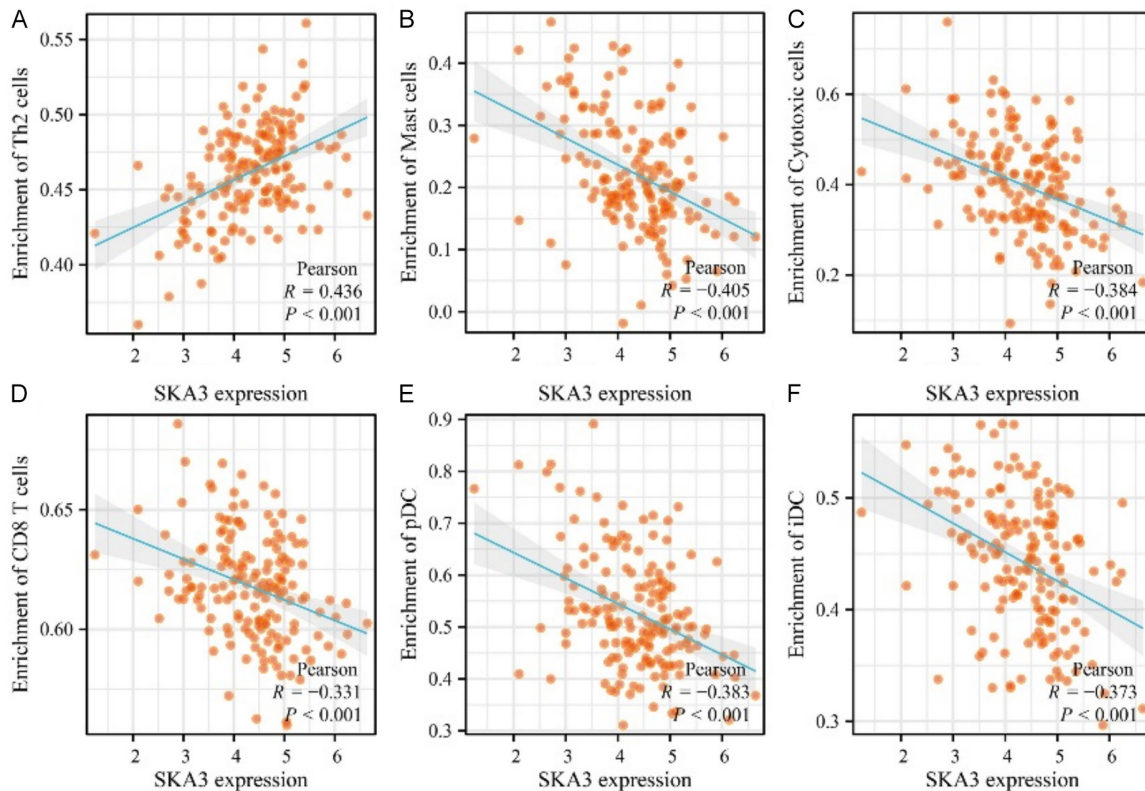 A
Enrichment of Th2 cells
0.55
0.50
0.45
0.40
Pearson
R = 0.436
P < 0.001
2 3 4 5 6
SKA3 expression
B
Enrichment of Mast cells
0.4
0.3
0.2
0.1
0.0
Pearson
R = −0.405
P < 0.001
2 3 4 5 6
SKA3 expression
C
Enrichment of Cytotoxic cells
0.6
0.4
0.2
Pearson
R = −0.384
P < 0.001
2 3 4 5 6
SKA3 expression
D
Enrichment of CD8 T cells
0.65
0.60
Pearson
R = −0.331
P < 0.001
2 3 4 5 6
SKA3 expression
E
Enrichment of pDC
0.9
0.8
0.7
0.6
0.5
0.4
0.3
Pearson
R = −0.383
P < 0.001
2 3 4 5 6
SKA3 expression
F
Enrichment of iDC
0.5
0.4
0.3
Pearson
R = −0.373
P < 0.001
2 3 4 5 6
SKA3 expression